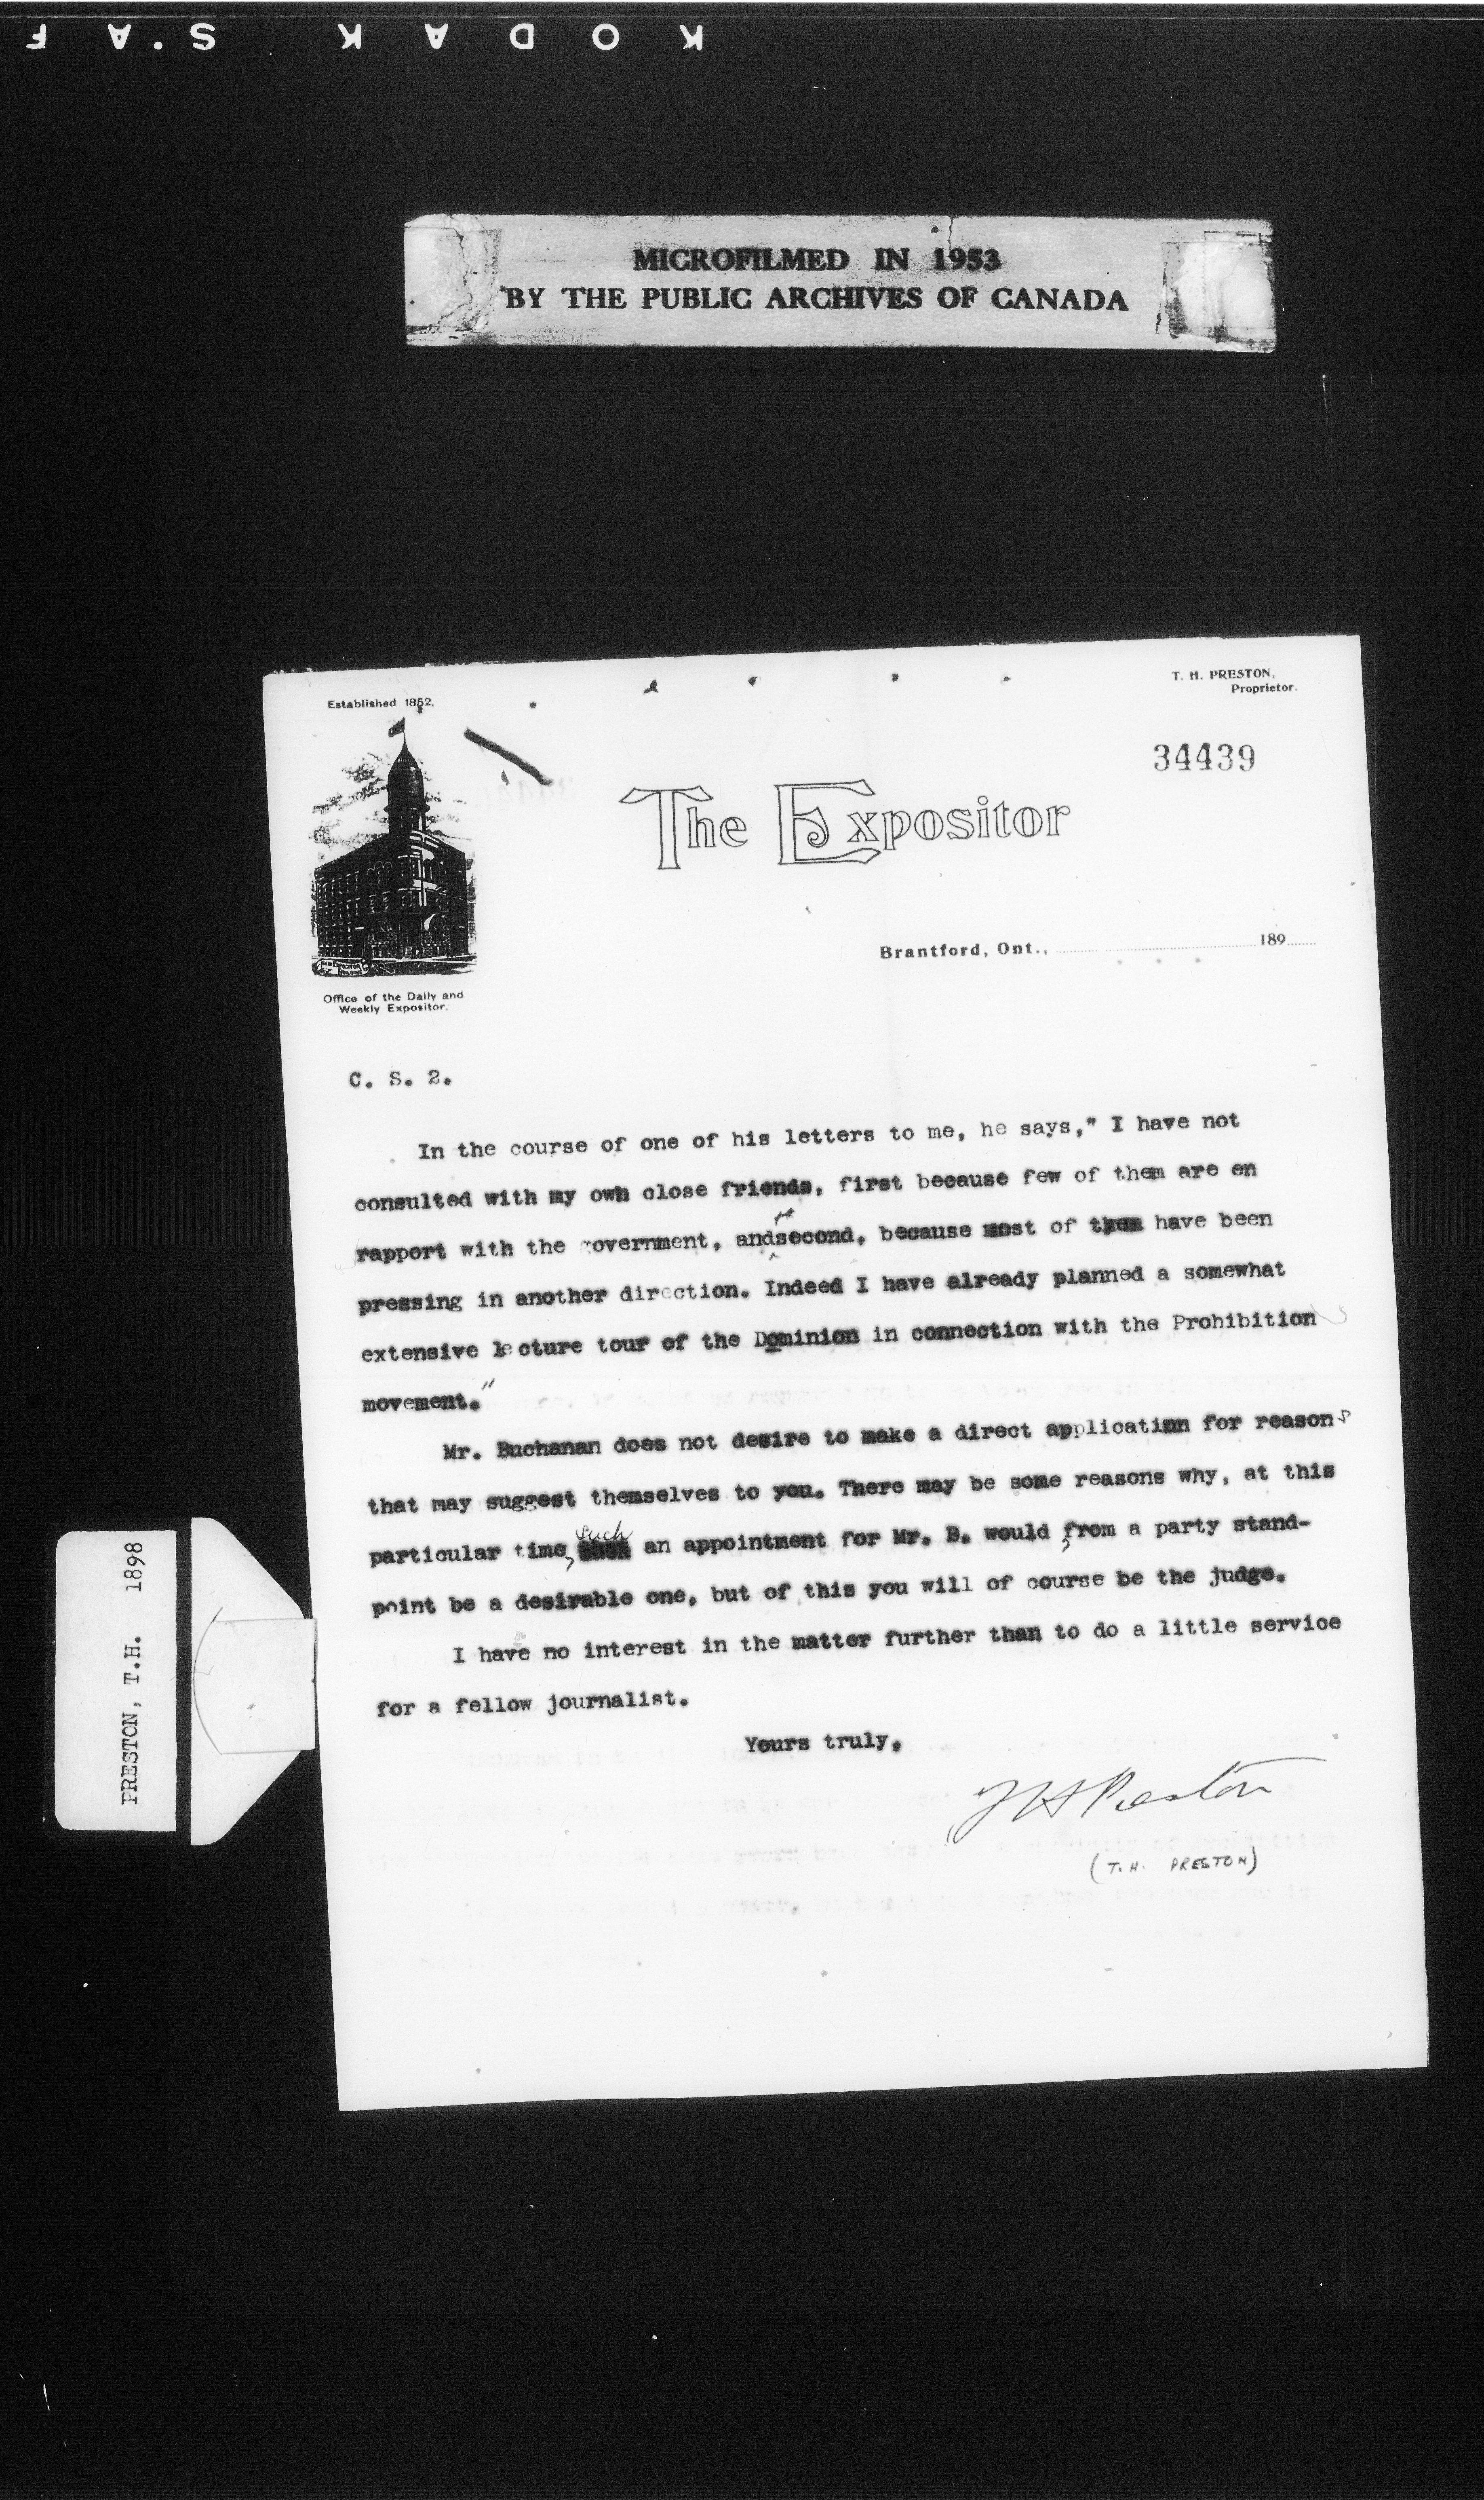 KODAK S.A F
MICROFILMED IN 1953
BY THE PUBLIC ARCHIVES OF CANADA
T. H. PRESTON,
Proprietor.
Established 1852,
34439
The Expositor
Brantford, Ont., 189
Office of the Daily and
Weekly Expositor.
C. S. 2.
In the course of one of his letters to me, he says," I have not
consulted with my own close friends, first because few of them are en
rapport with the government, and second, because most of them have been
pressing in another direction. Indeed I have already planned a somewhat
extensive lecture tour of the Dominion in connection with the Prohibition
movement."
Mr. Buchanan does not desire to make a direct application for reasons
that may suggest themselves to you. There may be some reasons why, at this
particular time, such an appointment for Mr. B. would, from a party stand-
point be a desirable one, but of this you will of course be the judge.
I have no interest in the matter further than to do a little service
for a fellow journalist.
Yours truly,
T H Preston
(T. H. PRESTON)
PRESTON, T.H. 1898